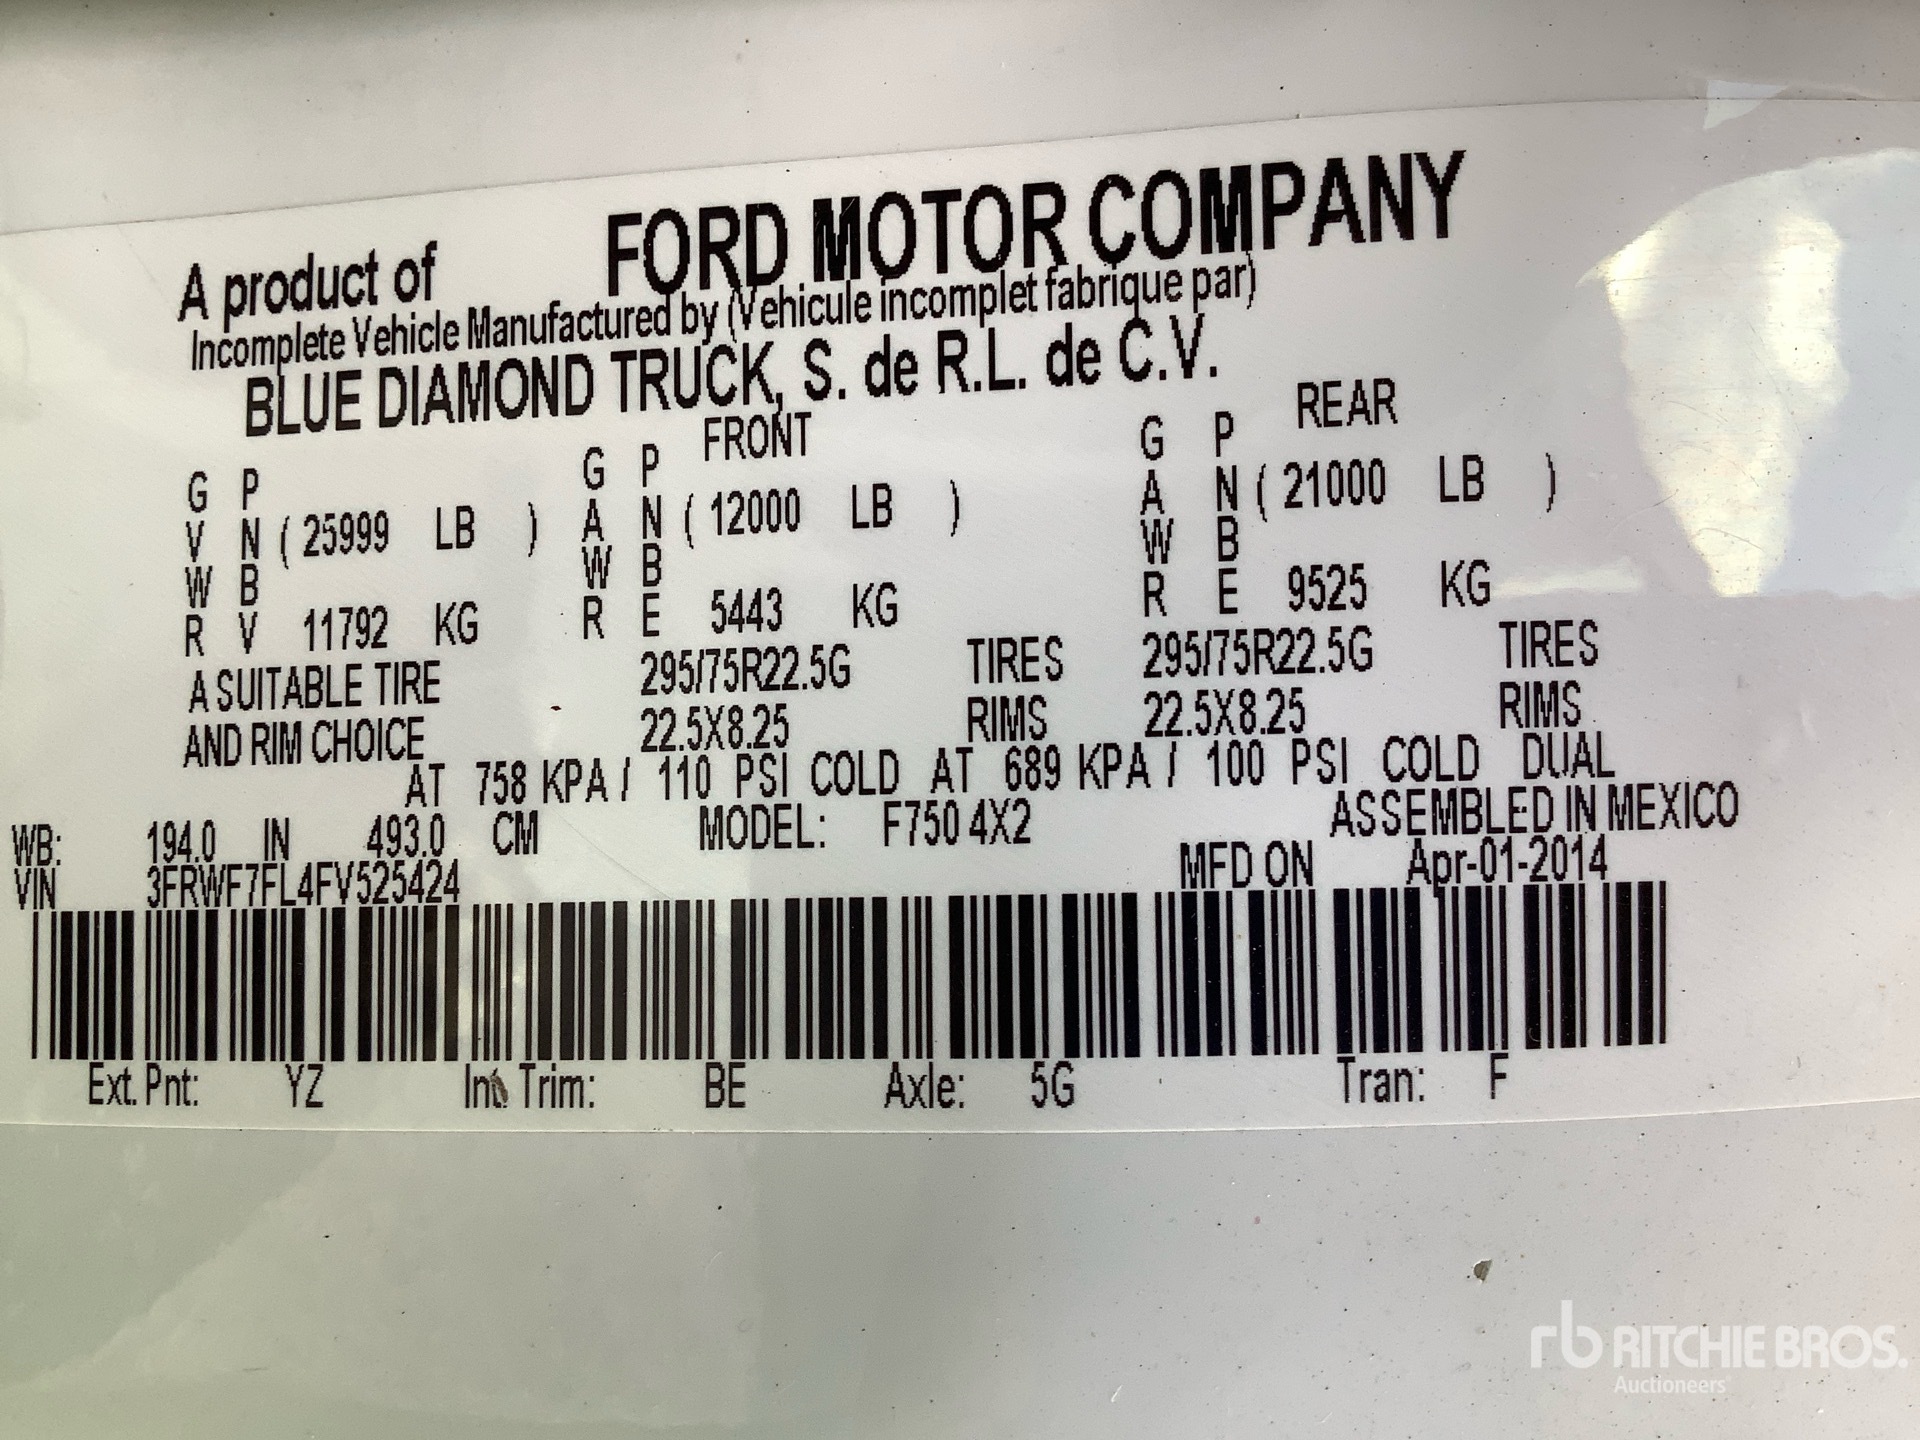 A product of FORD MOTOR COMPANY
Incomplete Vehicle Manufactured by (Vehicule incomplet fabrique par)
BLUE DIAMOND TRUCK, S. de R.L. de C.V.
FRONT REAR
G P G P G P
V N ( 25999 LB ) A N ( 12000 LB ) A N ( 21000 LB )
W B W B W B
R V 11792 KG R E 5443 KG R E 9525 KG
A SUITABLE TIRE 295/75R22.5G TIRES 295/75R22.5G TIRES
AND RIM CHOICE 22.5X8.25 RIMS 22.5X8.25 RIMS
AT 758 KPA / 110 PSI COLD AT 689 KPA / 100 PSI COLD DUAL
WB: 194.0 IN 493.0 CM MODEL: F750 4X2 ASSEMBLED IN MEXICO
VIN 3FRWF7FL4FV525424 MFD ON Apr-01-2014
Ext. Pnt: YZ Int Trim: BE Axle: 5G Tran: F
rb RITCHIE BROS.
Auctioneers